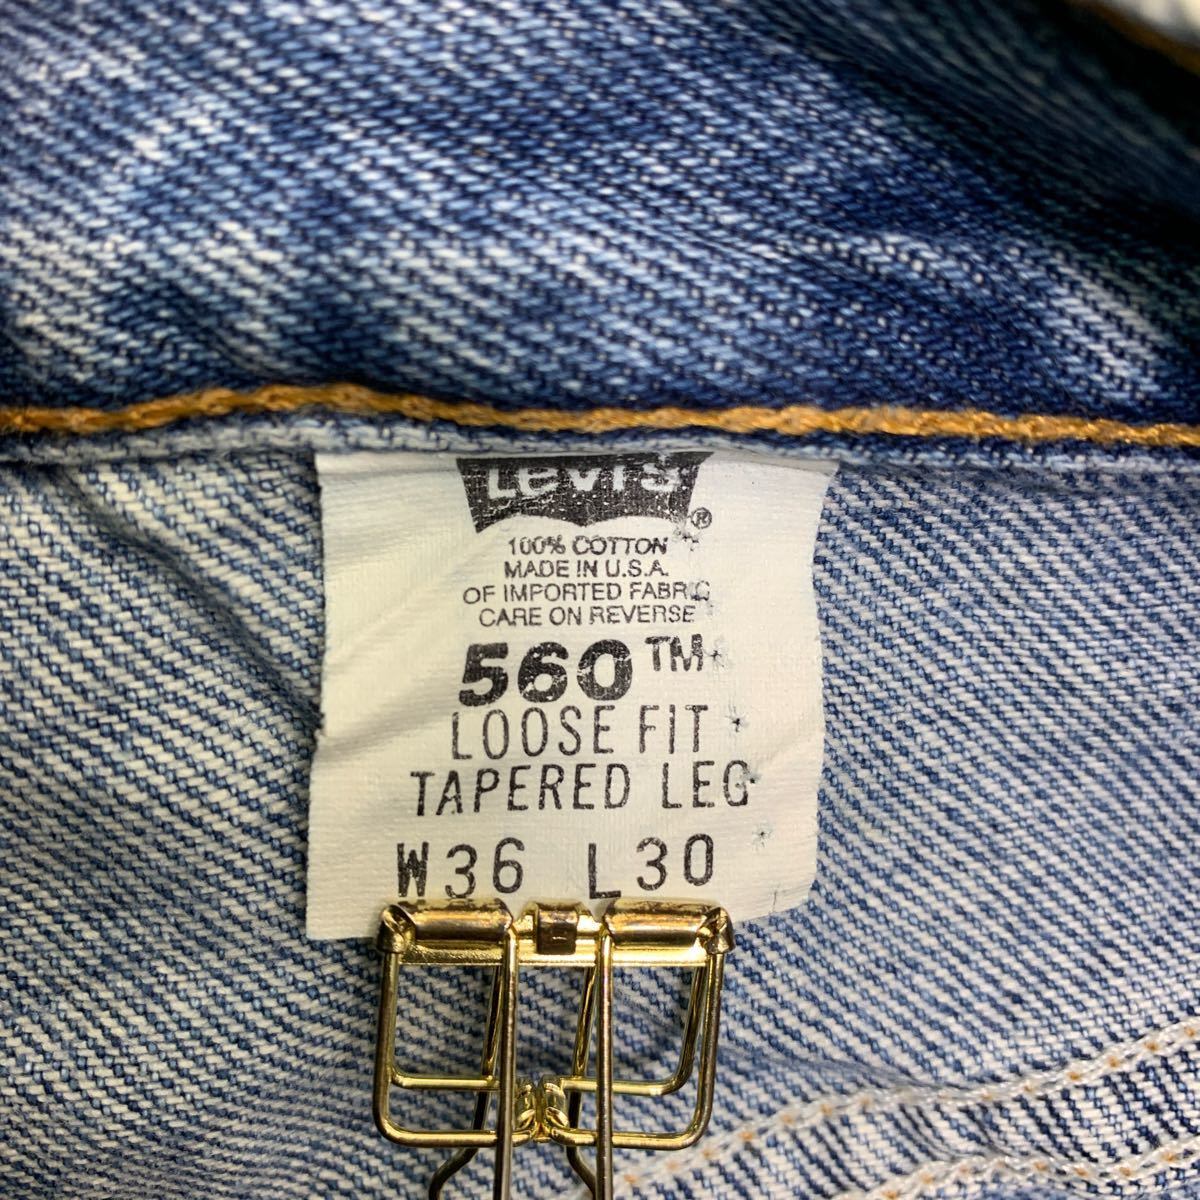 Levi's ®
100% COTTON
MADE IN U.S.A.
OF IMPORTED FABRIC
CARE ON REVERSE
560™
LOOSE FIT
TAPERED LEG
W36 L30